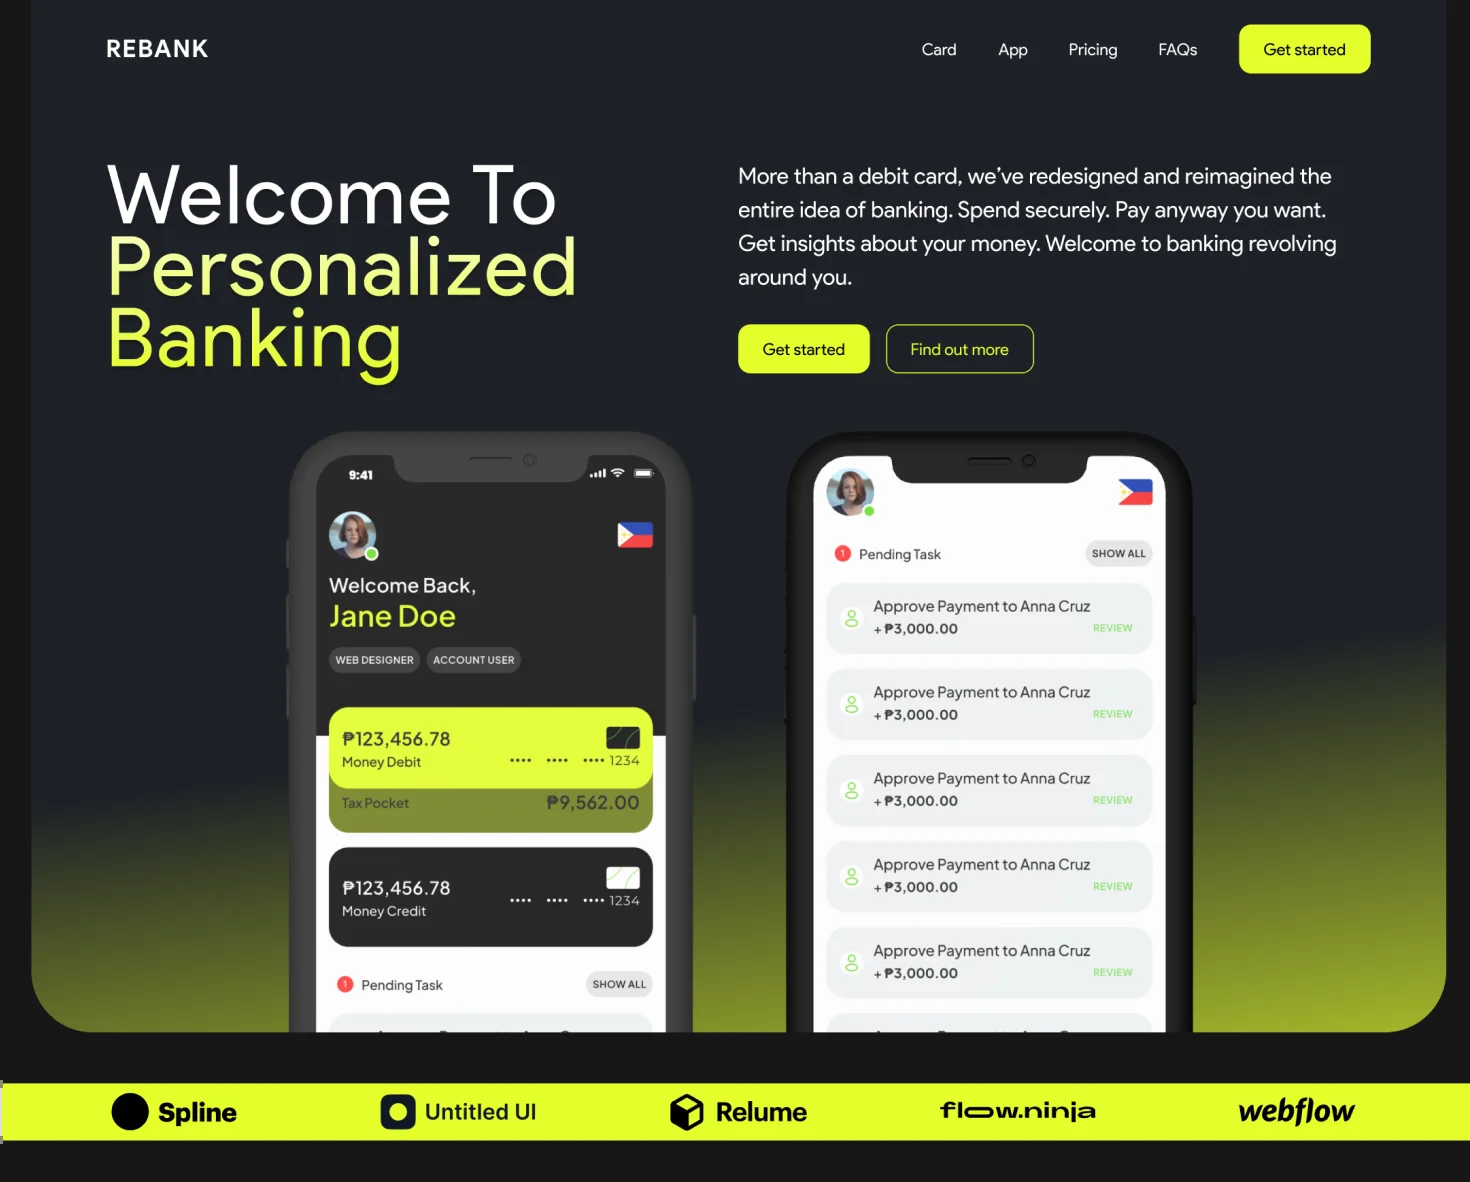 REBANK
Card
App
Pricing
FAQs
Get started
Welcome To
Personalized
Banking
More than a debit card, we’ve redesigned and reimagined the
entire idea of banking. Spend securely. Pay anyway you want.
Get insights about your money. Welcome to banking revolving
around you.
Get started
Find out more
9:41
Welcome Back,
Jane Doe
WEB DESIGNER
ACCOUNT USER
₱123,456.78
Money Debit
•••• •••• •••• 1234
Tax Pocket
₱9,562.00
₱123,456.78
Money Credit
•••• •••• •••• 1234
1
Pending Task
SHOW ALL
1
Pending Task
SHOW ALL
Approve Payment to Anna Cruz
+ ₱3,000.00
REVIEW
Approve Payment to Anna Cruz
+ ₱3,000.00
REVIEW
Approve Payment to Anna Cruz
+ ₱3,000.00
REVIEW
Approve Payment to Anna Cruz
+ ₱3,000.00
REVIEW
Approve Payment to Anna Cruz
+ ₱3,000.00
REVIEW
Spline
Untitled UI
Relume
flow.ninja
webflow